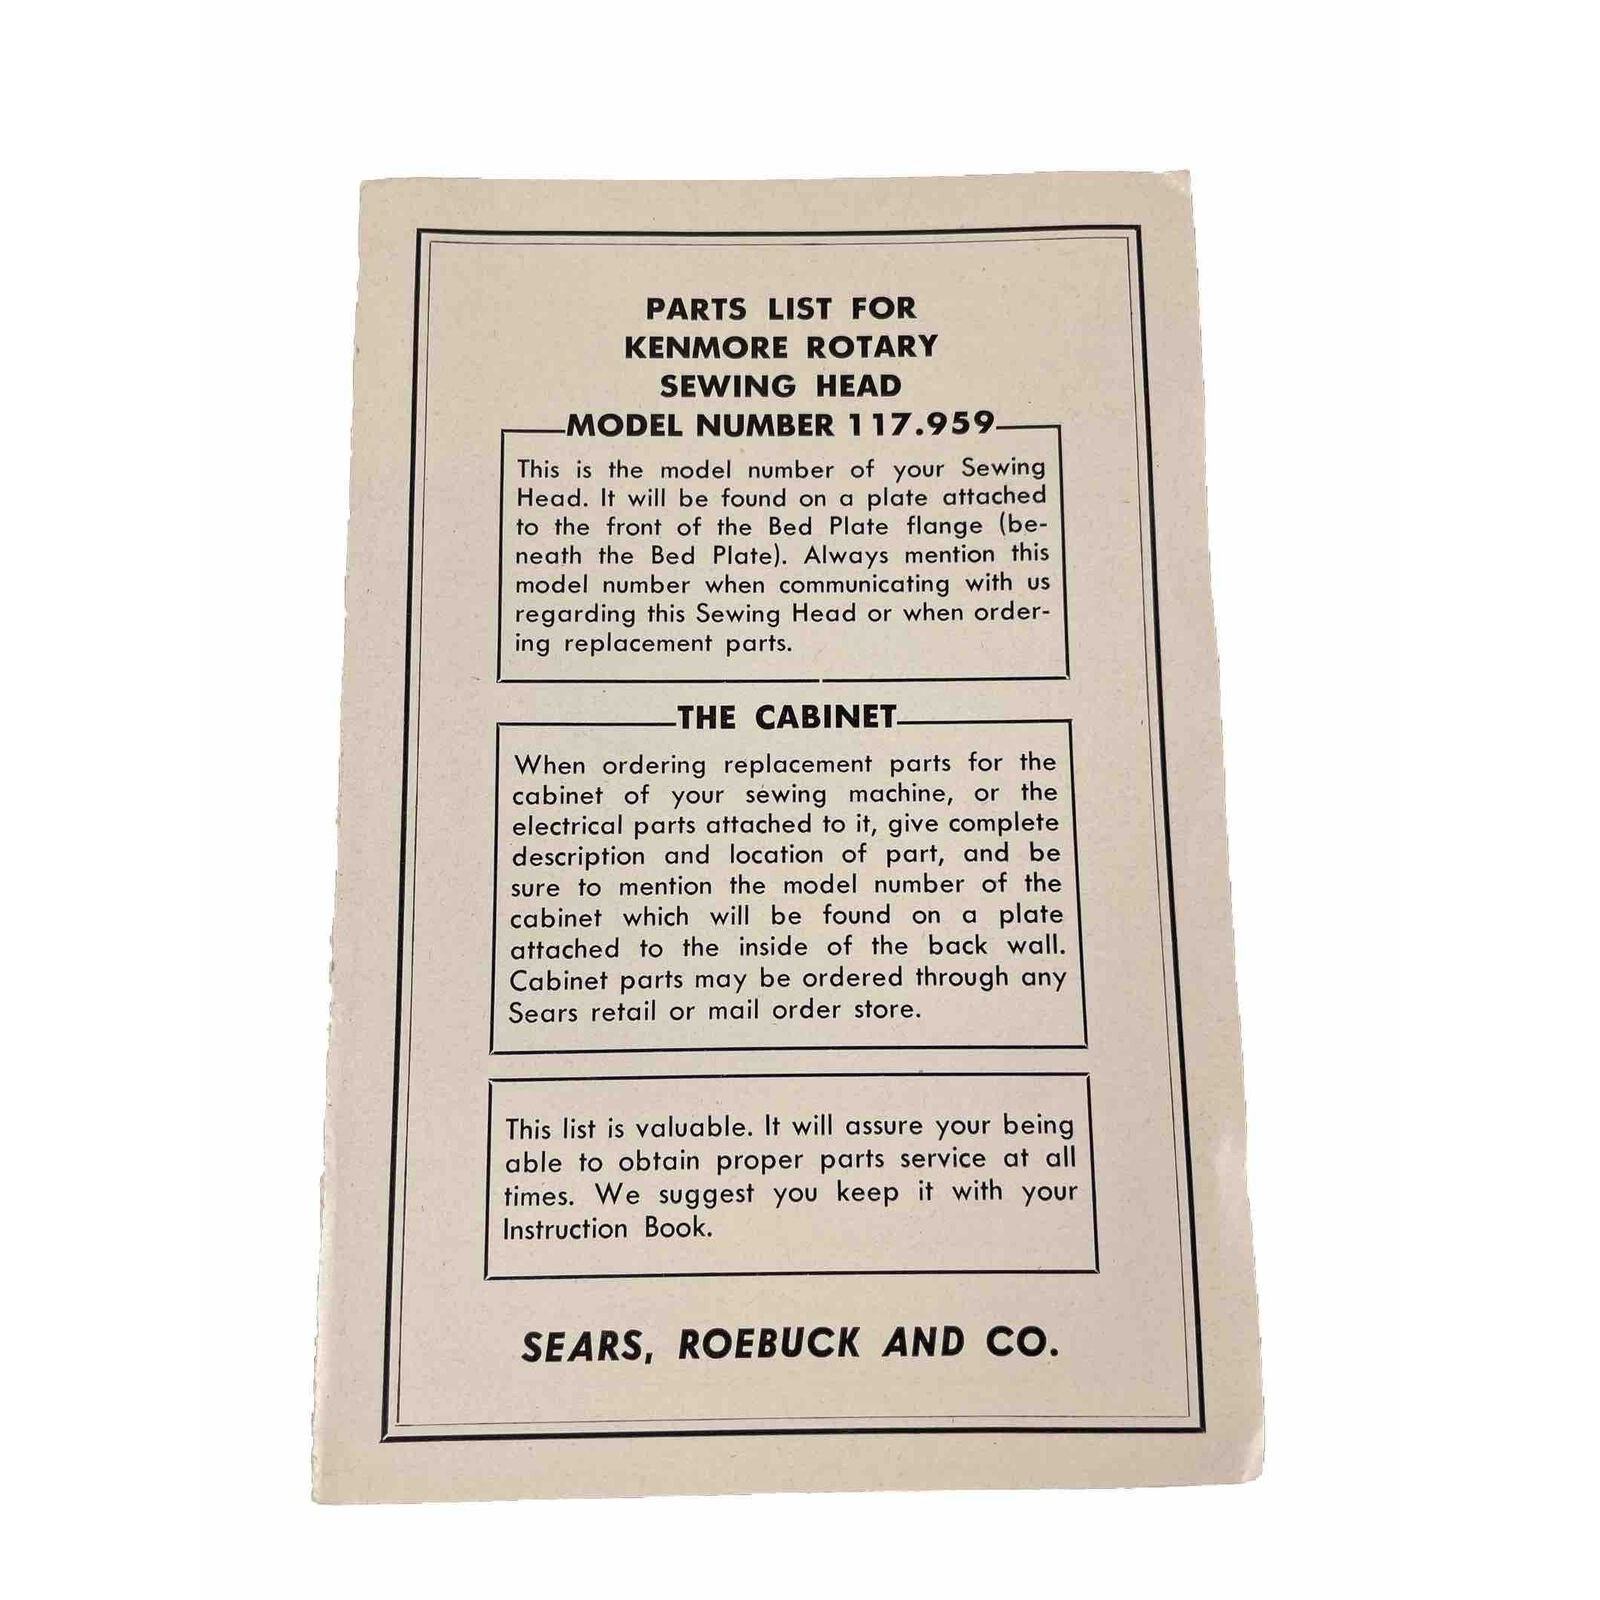 PARTS LIST FOR
KENMORE ROTARY
SEWING HEAD
MODEL NUMBER 117.959
This is the model number of your Sewing
Head. It will be found on a plate attached
to the front of the Bed Plate flange (be-
neath the Bed Plate). Always mention this
model number when communicating with us
regarding this Sewing Head or when order-
ing replacement parts.
THE CABINET
When ordering replacement parts for the
cabinet of your sewing machine, or the
electrical parts attached to it, give complete
description and location of part, and be
sure to mention the model number of the
cabinet which will be found on a plate
attached to the inside of the back wall.
Cabinet parts may be ordered through any
Sears retail or mail order store.
This list is valuable. It will assure your being
able to obtain proper parts service at all
times. We suggest you keep it with your
Instruction Book.
SEARS, ROEBUCK AND CO.